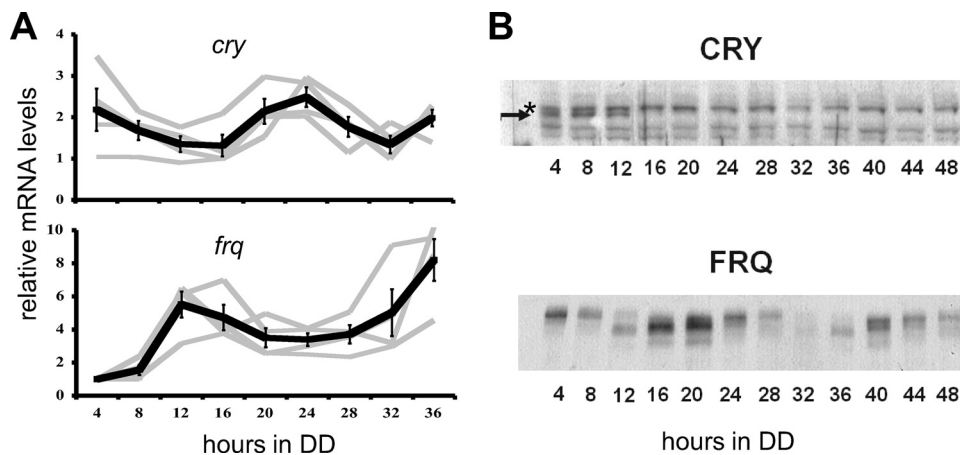 A
cry
relative mRNA levels
4
3
2
1
0
frq
10
8
6
4
2
0
4 8 12 16 20 24 28 32 36
hours in DD
B
CRY
*
4 8 12 16 20 24 28 32 36 40 44 48
FRQ
4 8 12 16 20 24 28 32 36 40 44 48
hours in DD